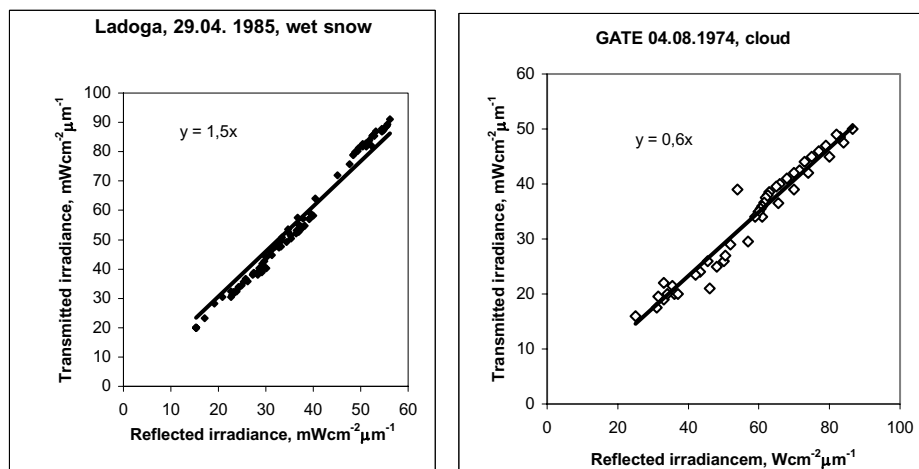 Ladoga, 29.04. 1985, wet snow
y = 1,5x
Transmitted irradiance, mWcm⁻²μm⁻¹
100
90
80
70
60
50
40
30
20
10
0
0 10 20 30 40 50 60
Reflected irradiance, mWcm⁻²μm⁻¹
GATE 04.08.1974, cloud
y = 0,6x
Transmitted irradiance, mWcm⁻²μm⁻¹
60
50
40
30
20
10
0
0 20 40 60 80 100
Reflected irradiancem, Wcm⁻²μm⁻¹